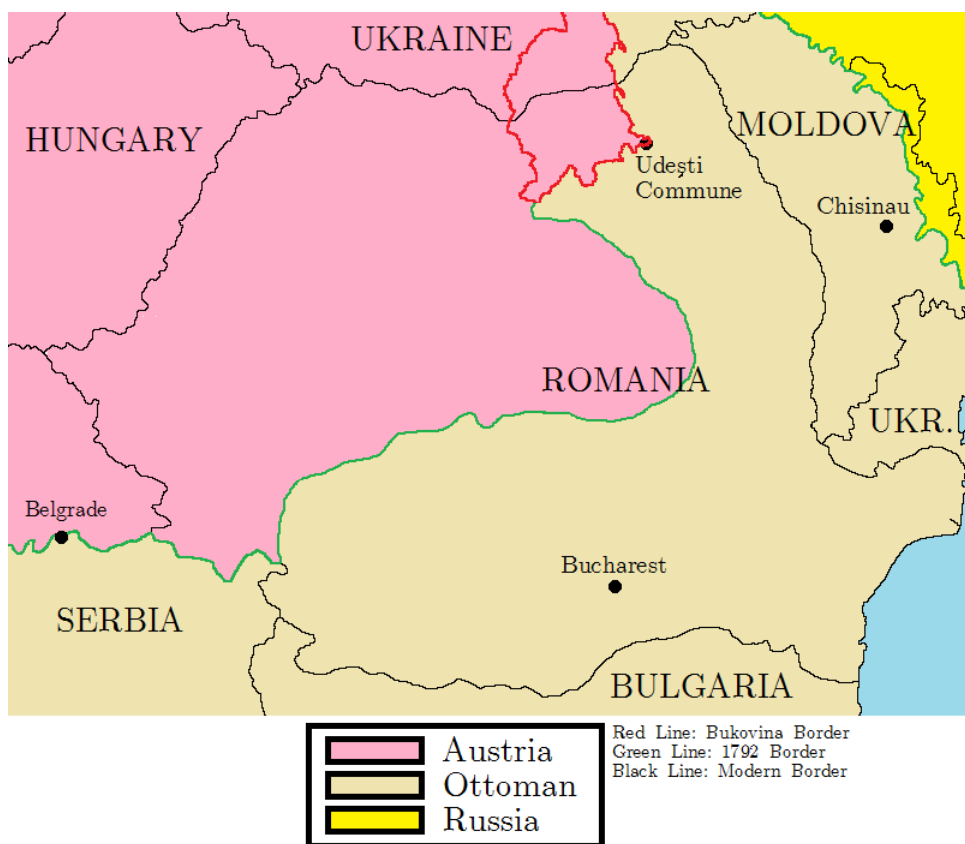 UKRAINE
HUNGARY
MOLDOVA
Udești
Commune
Chisinau
ROMANIA
UKR.
Belgrade
Bucharest
SERBIA
BULGARIA
Austria
Ottoman
Russia
Red Line: Bukovina Border
Green Line: 1792 Border
Black Line: Modern Border